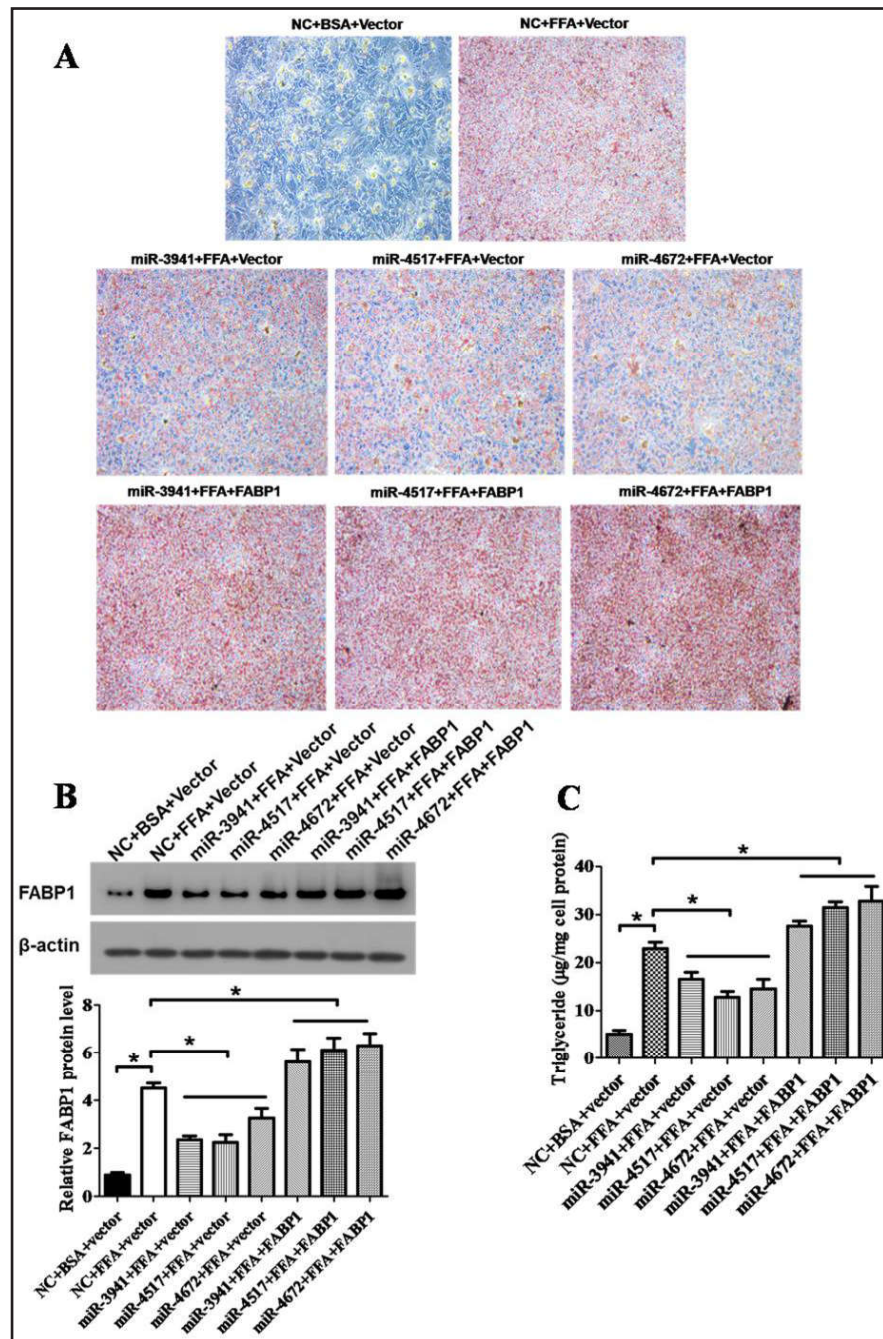 A
NC+BSA+Vector
NC+FFA+Vector
miR-3941+FFA+Vector
miR-4517+FFA+Vector
miR-4672+FFA+Vector
miR-3941+FFA+FABP1
miR-4517+FFA+FABP1
miR-4672+FFA+FABP1
B
NC+BSA+Vector
NC+FFA+Vector
miR-3941+FFA+Vector
miR-4517+FFA+Vector
miR-4672+FFA+Vector
miR-3941+FFA+FABP1
miR-4517+FFA+FABP1
miR-4672+FFA+FABP1
FABP1
β-actin
Relative FABP1 protein level
8
6
4
2
0
*
*
*
NC+BSA+vector
NC+FFA+vector
miR-3941+FFA+vector
miR-4517+FFA+vector
miR-4672+FFA+vector
miR-3941+FFA+FABP1
miR-4517+FFA+FABP1
miR-4672+FFA+FABP1
C
Triglyceride (µg/mg cell protein)
40
30
20
10
0
*
*
*
NC+BSA+vector
NC+FFA+vector
miR-3941+FFA+vector
miR-4517+FFA+vector
miR-4672+FFA+vector
miR-3941+FFA+FABP1
miR-4517+FFA+FABP1
miR-4672+FFA+FABP1